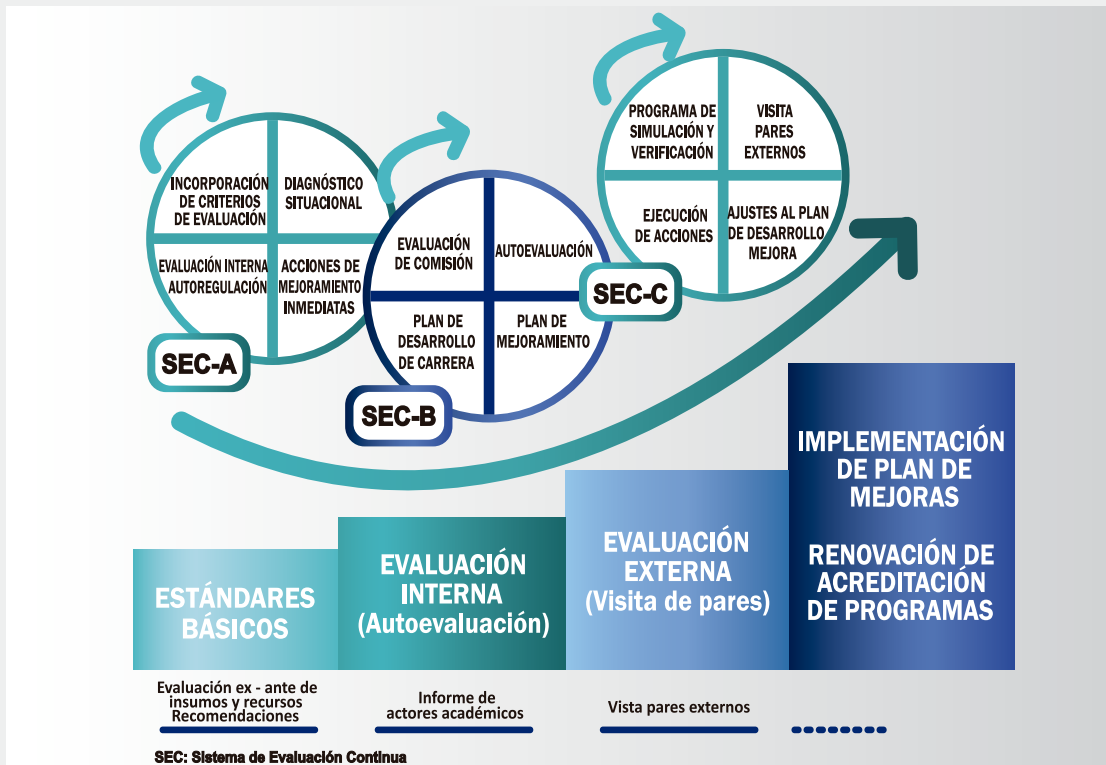 INCORPORACIÓN
DE CRITERIOS
DE EVALUACIÓN
DIAGNÓSTICO
SITUACIONAL
EVALUACIÓN INTERNA
AUTOREGULACIÓN
ACCIONES DE
MEJORAMIENTO
INMEDIATAS
SEC-A
EVALUACIÓN
DE COMISIÓN
AUTOEVALUACIÓN
PLAN DE
DESARROLLO
DE CARRERA
PLAN DE
MEJORAMIENTO
SEC-B
PROGRAMA DE
SIMULACIÓN Y
VERIFICACIÓN
VISITA
PARES
EXTERNOS
EJECUCIÓN
DE ACCIONES
AJUSTES AL PLAN
DE DESARROLLO
MEJORA
SEC-C
ESTÁNDARES
BÁSICOS
EVALUACIÓN
INTERNA
(Autoevaluación)
EVALUACIÓN
EXTERNA
(Visita de pares)
IMPLEMENTACIÓN
DE PLAN DE
MEJORAS
RENOVACIÓN DE
ACREDITACIÓN
DE PROGRAMAS
Evaluación ex - ante de
insumos y recursos
Recomendaciones
Informe de
actores académicos
Vista pares externos
SEC: Sistema de Evaluación Continua